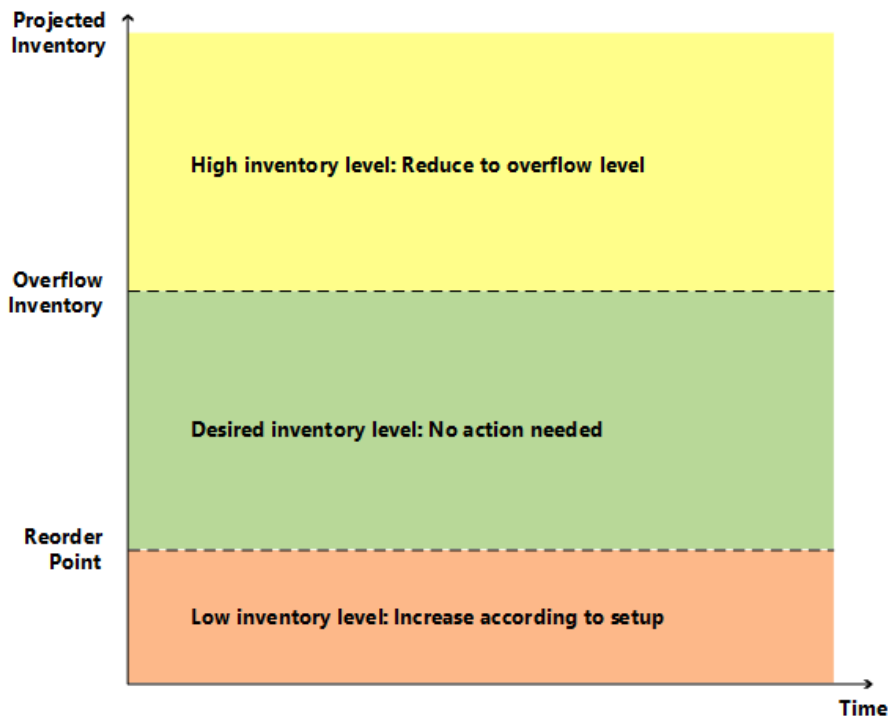 Projected
Inventory
High inventory level: Reduce to overflow level
Overflow
Inventory
Desired inventory level: No action needed
Reorder
Point
Low inventory level: Increase according to setup
Time